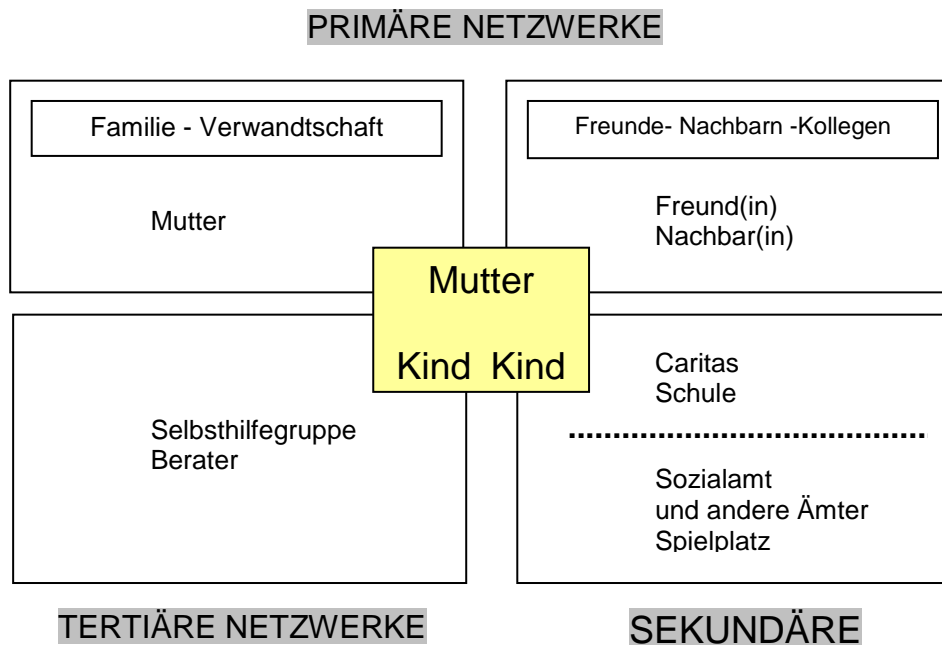 PRIMÄRE NETZWERKE
Familie - Verwandtschaft
Freunde- Nachbarn -Kollegen
Mutter
Freund(in)
Nachbar(in)
Mutter
Kind Kind
Selbsthilfegruppe
Berater
Caritas
Schule
Sozialamt
und andere Ämter
Spielplatz
TERTIÄRE NETZWERKE
SEKUNDÄRE